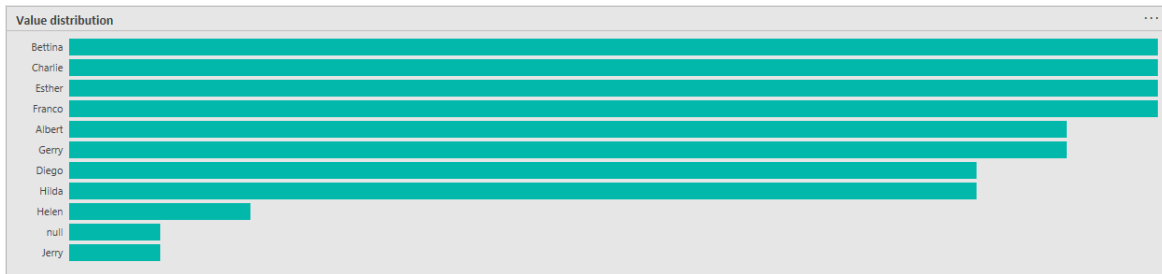 Value distribution
...
Bettina
Charlie
Esther
Franco
Albert
Gerry
Diego
Hilda
Helen
null
Jerry